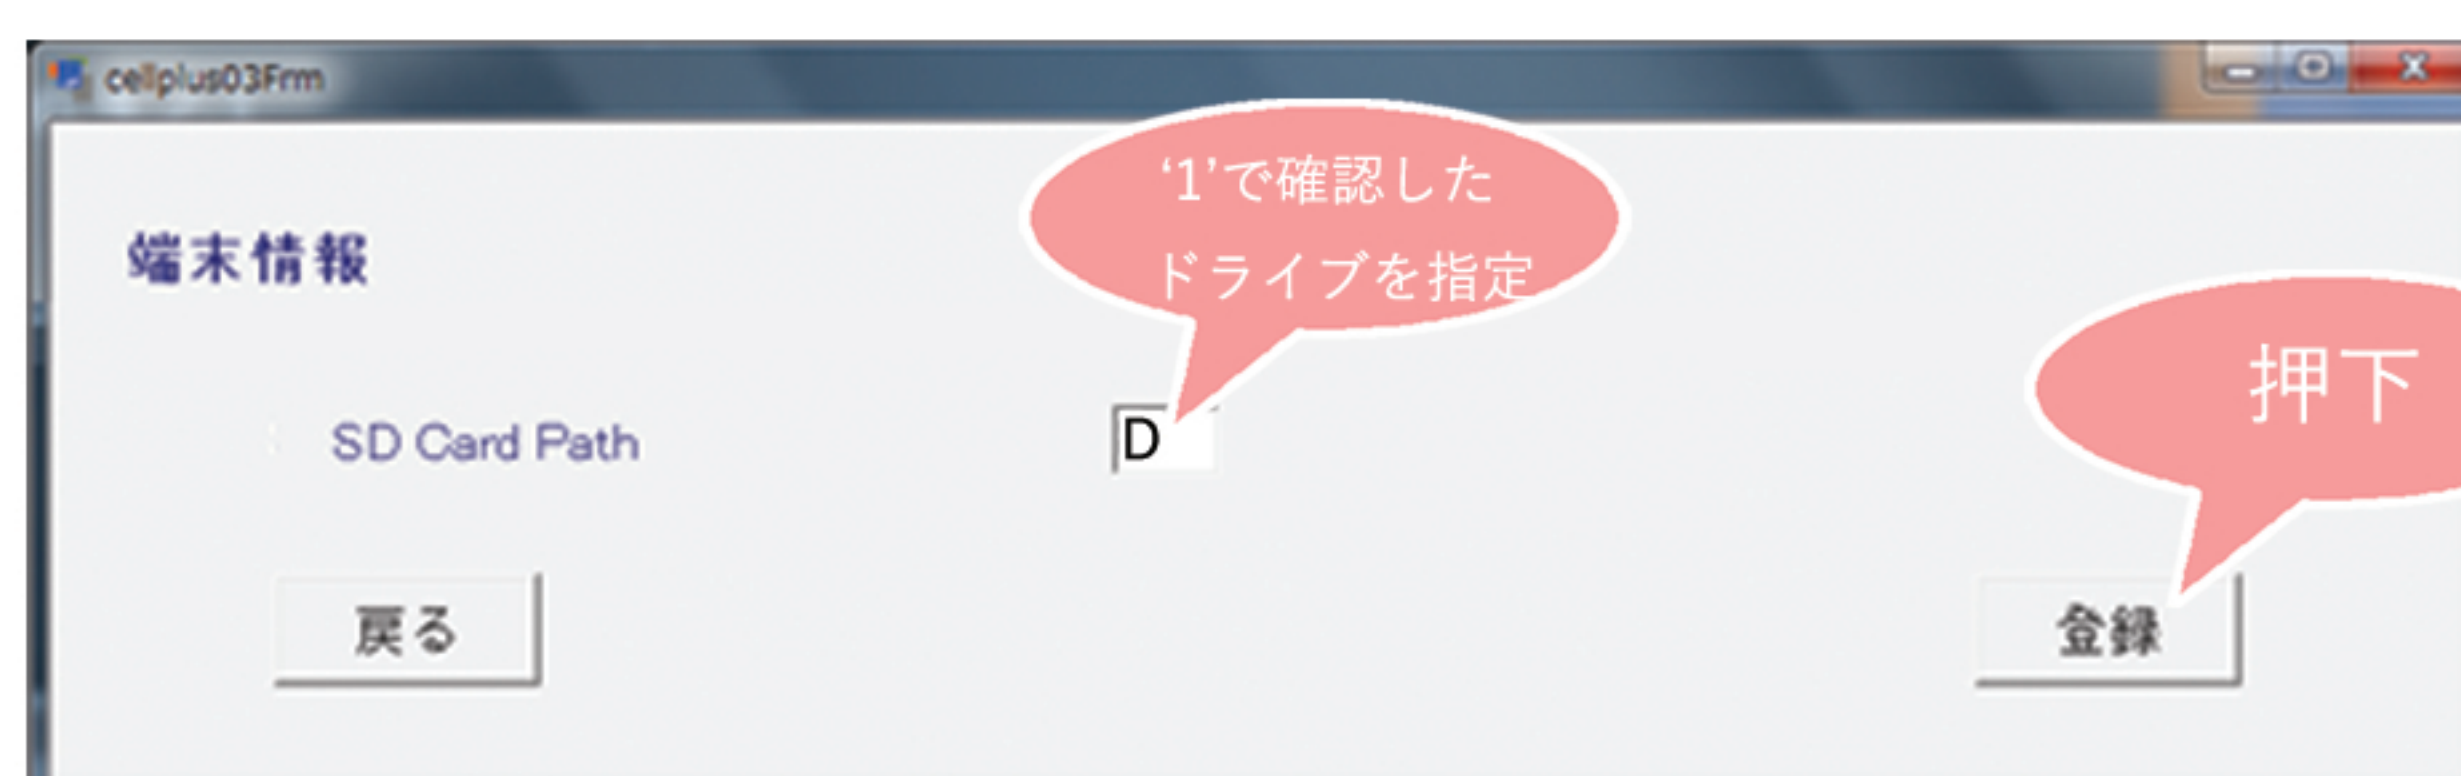 cellplus03Frm
‘1’で確認した
ドライブを指定
端末情報
押下
SD Card Path
D
戻る
登録